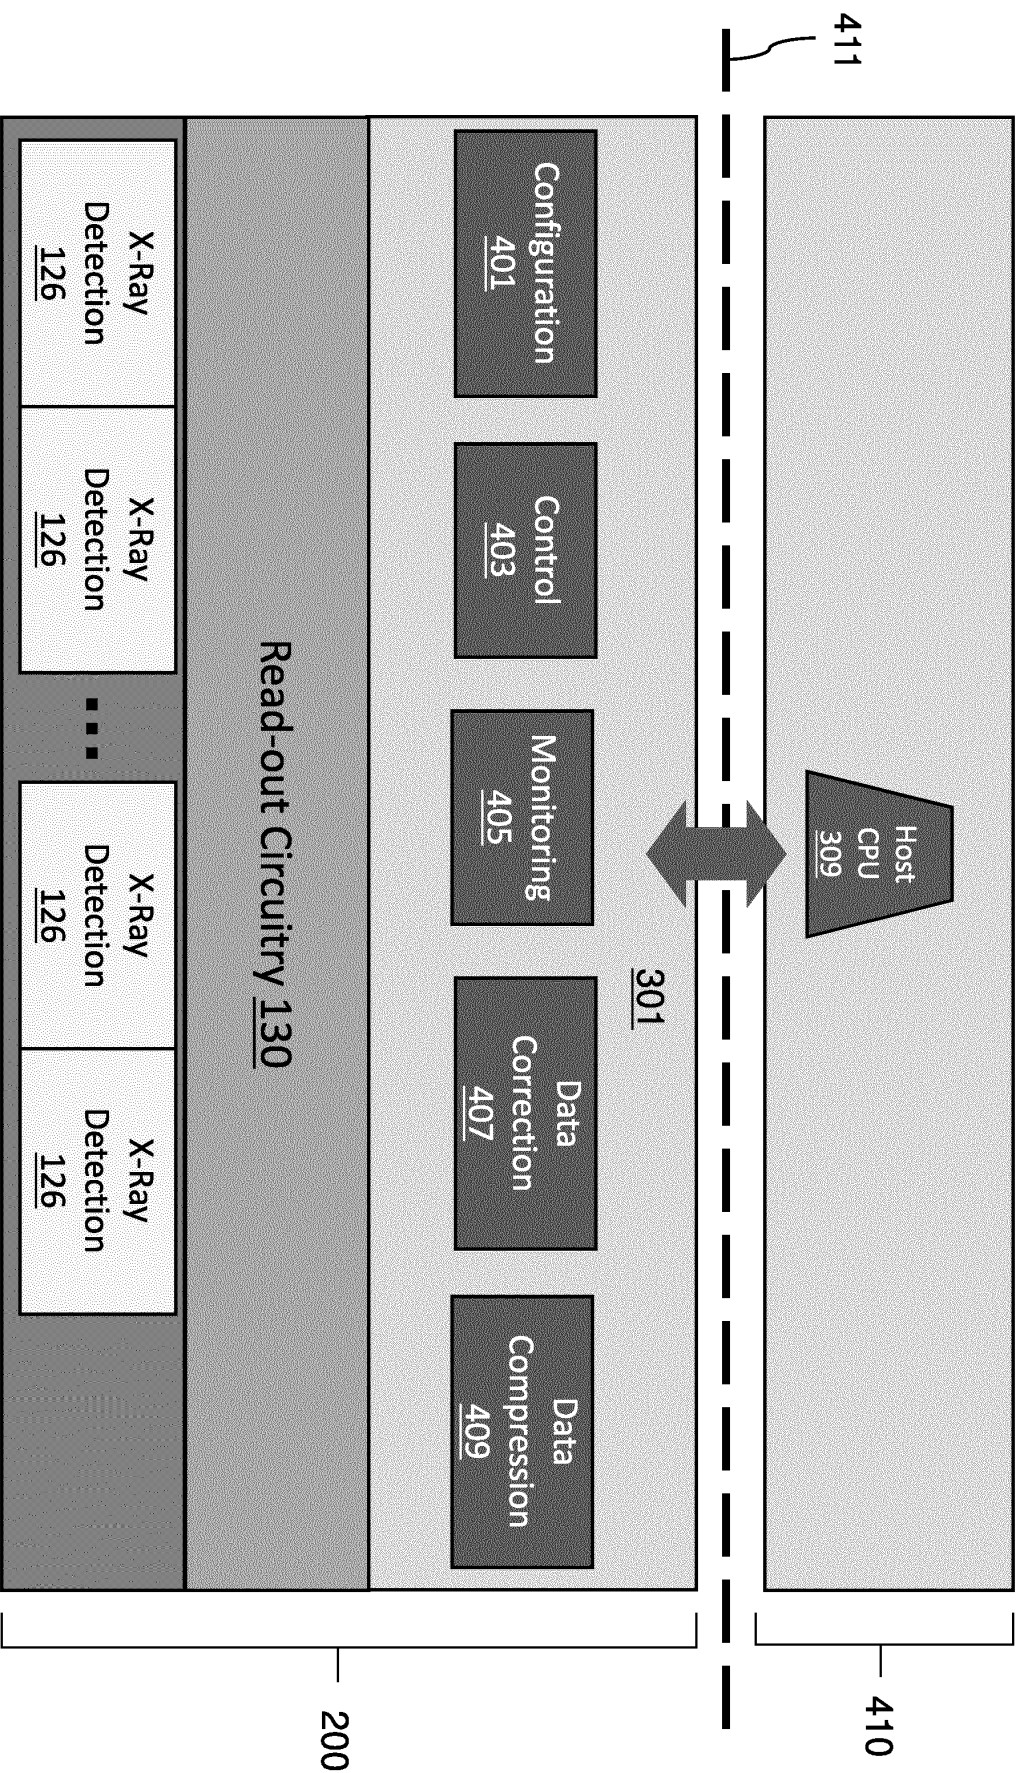 411
Host
CPU
309
410
301
Configuration
401
Control
403
Monitoring
405
Data
Correction
407
Data
Compression
409
Read-out Circuitry 130
200
X-Ray
Detection
126
X-Ray
Detection
126
X-Ray
Detection
126
X-Ray
Detection
126